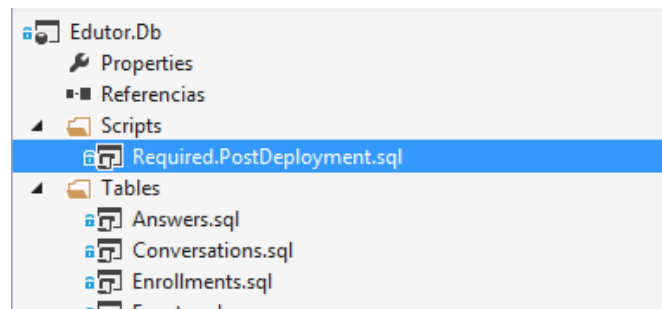 Edutor.Db
Properties
Referencias
Scripts
Required.PostDeployment.sql
Tables
Answers.sql
Conversations.sql
Enrollments.sql